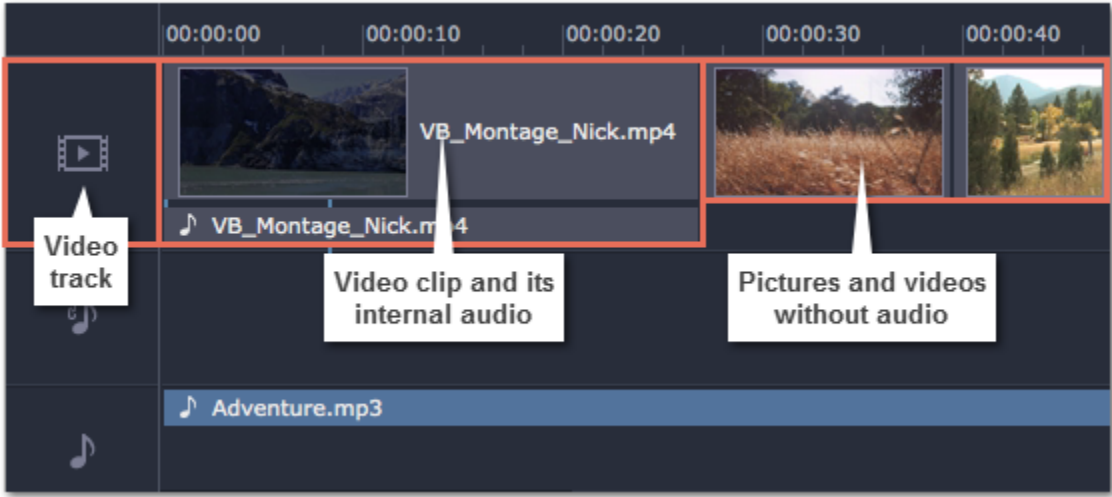 00:00:00 00:00:10 00:00:20 00:00:30 00:00:40
VB_Montage_Nick.mp4
VB_Montage_Nick.mp4
Video
track
Video clip and its
internal audio
Pictures and videos
without audio
Adventure.mp3